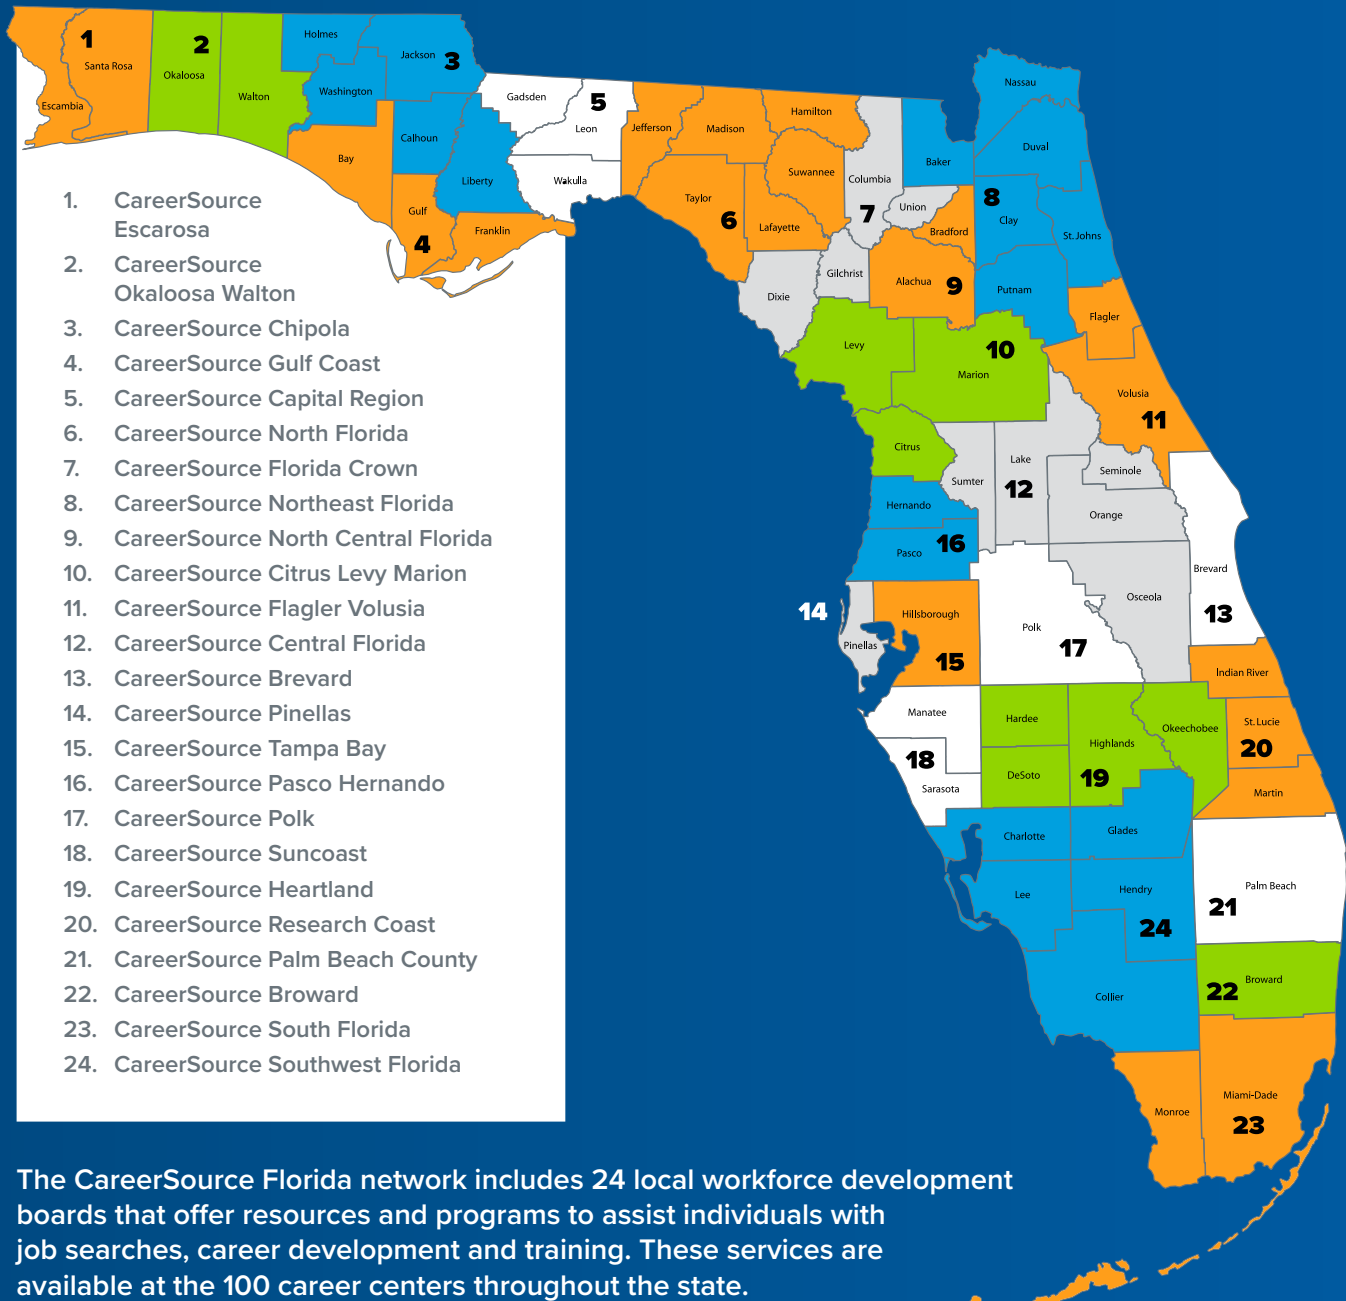 1
Santa Rosa
Escambia
2
Okaloosa
Walton
Holmes
Jackson
3
Washington
Calhoun
Liberty
Bay
Gulf
4
Franklin
Gadsden
5
Leon
Wakulla
Jefferson
Madison
Hamilton
Suwannee
Taylor
6
Lafayette
Columbia
7
Union
Gilchrist
Dixie
Baker
Nassau
Duval
8
Clay
St. Johns
Putnam
Bradford
Alachua
9
Flagler
Volusia
11
Levy
10
Marion
Citrus
Sumter
Lake
12
Seminole
Orange
Osceola
Hernando
Pasco
16
Brevard
13
14
Pinellas
Hillsborough
15
Polk
17
Manatee
18
Sarasota
Hardee
DeSoto
Highlands
19
Okeechobee
Indian River
St. Lucie
20
Martin
Charlotte
Glades
Lee
Hendry
24
Collier
Palm Beach
21
Broward
22
Monroe
Miami-Dade
23
1. CareerSource
Escarosa
2. CareerSource
Okaloosa Walton
3. CareerSource Chipola
4. CareerSource Gulf Coast
5. CareerSource Capital Region
6. CareerSource North Florida
7. CareerSource Florida Crown
8. CareerSource Northeast Florida
9. CareerSource North Central Florida
10. CareerSource Citrus Levy Marion
11. CareerSource Flagler Volusia
12. CareerSource Central Florida
13. CareerSource Brevard
14. CareerSource Pinellas
15. CareerSource Tampa Bay
16. CareerSource Pasco Hernando
17. CareerSource Polk
18. CareerSource Suncoast
19. CareerSource Heartland
20. CareerSource Research Coast
21. CareerSource Palm Beach County
22. CareerSource Broward
23. CareerSource South Florida
24. CareerSource Southwest Florida
The CareerSource Florida network includes 24 local workforce development
boards that offer resources and programs to assist individuals with
job searches, career development and training. These services are
available at the 100 career centers throughout the state.